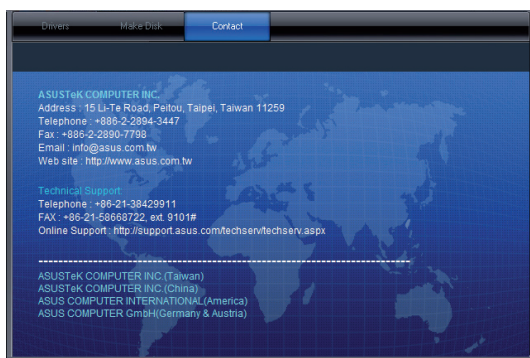 Drivers Make Disk Contact
ASUSTeK COMPUTER INC.
Address : 15 Li-Te Road, Peitou, Taipei, Taiwan 11259
Telephone : +886-2-2894-3447
Fax : +886-2-2890-7798
Email : info@asus.com.tw
Web site : http://www.asus.com.tw
Technical Support:
Telephone : +86-21-38429911
FAX : +86-21-58668722, ext. 9101#
Online Support : http://support.asus.com/techserv/techserv.aspx
ASUSTeK COMPUTER INC.(Taiwan)
ASUSTeK COMPUTER INC.(China)
ASUS COMPUTER INTERNATIONAL(America)
ASUS COMPUTER GmbH(Germany & Austria)